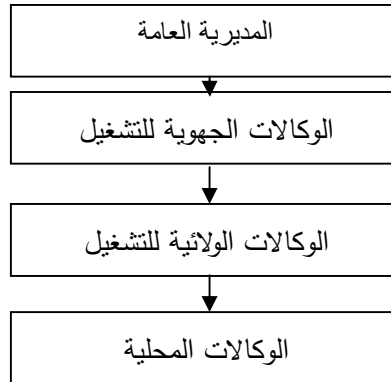 المديرية العامة
الوكالات الجهوية للتشغيل
الوكالات الولائية للتشغيل
الوكالات المحلية